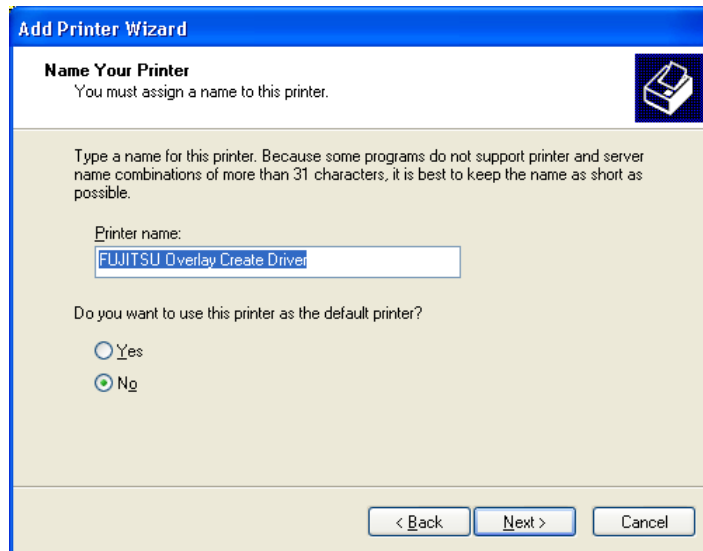 Add Printer Wizard
Name Your Printer
You must assign a name to this printer.
Type a name for this printer. Because some programs do not support printer and server
name combinations of more than 31 characters, it is best to keep the name as short as
possible.
Printer name:
FUJITSU Overlay Create Driver
Do you want to use this printer as the default printer?
Yes
No
< Back Next > Cancel